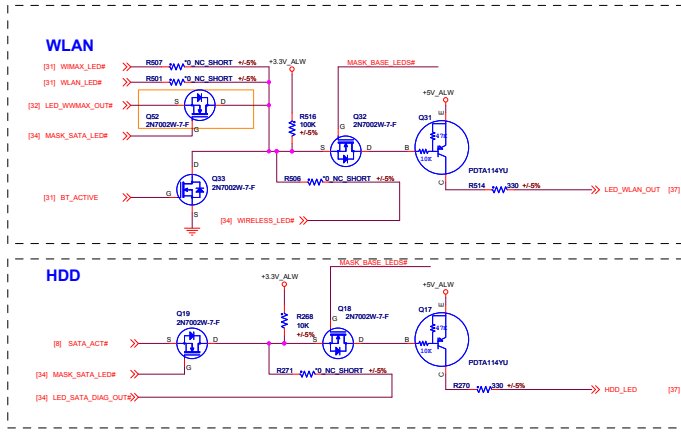 WLAN
[31] WIMAX_LED#
R507 *0_NC_SHORT +/-5%
+3.3V_ALW
MASK_BASE_LEDS#
[31] WLAN_LED#
R501 *0_NC_SHORT +/-5%
+5V_ALW
[32] LED_WWMAX_OUT#
S D
Q52
2N7002W-7-F
G
[34] MASK_SATA_LED#
R516
100K
+/-5%
Q32
2N7002W-7-F
G
S D
Q31
E
47K
B
10K
C
PDTA114YU
D
Q33
2N7002W-7-F
G
S
[31] BT_ACTIVE
R506 *0_NC_SHORT +/-5%
[34] WIRELESS_LED#
R514 330 +/-5%
LED_WLAN_OUT [37]
HDD
+3.3V_ALW
MASK_BASE_LEDS#
+5V_ALW
Q19
2N7002W-7-F
S D
G
R268
10K
+/-5%
Q18
2N7002W-7-F
G
S D
Q17
E
47K
B
10K
C
PDTA114YU
[8] SATA_ACT#
[34] MASK_SATA_LED#
R271 *0_NC_SHORT +/-5%
[34] LED_SATA_DIAG_OUT#
R270 330 +/-5%
HDD_LED [37]